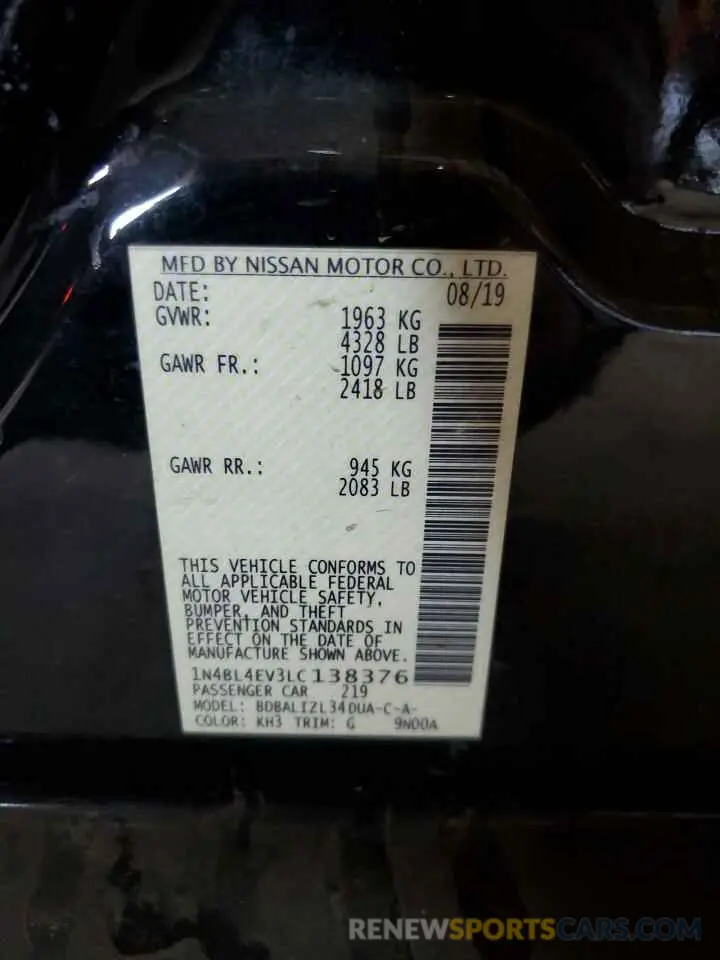 MFD BY NISSAN MOTOR CO., LTD.
DATE: 08/19
GVWR: 1963 KG
4328 LB
GAWR FR.: 1097 KG
2418 LB
GAWR RR.: 945 KG
2083 LB
THIS VEHICLE CONFORMS TO
ALL APPLICABLE FEDERAL
MOTOR VEHICLE SAFETY,
BUMPER, AND THEFT
PREVENTION STANDARDS IN
EFFECT ON THE DATE OF
MANUFACTURE SHOWN ABOVE.
1N4BL4EV3LC138376
PASSENGER CAR 219
MODEL: BDBALIZL34DUA-C-A-
COLOR: KH3 TRIM: G 9N00A
RENEWSPORTSCARS.COM